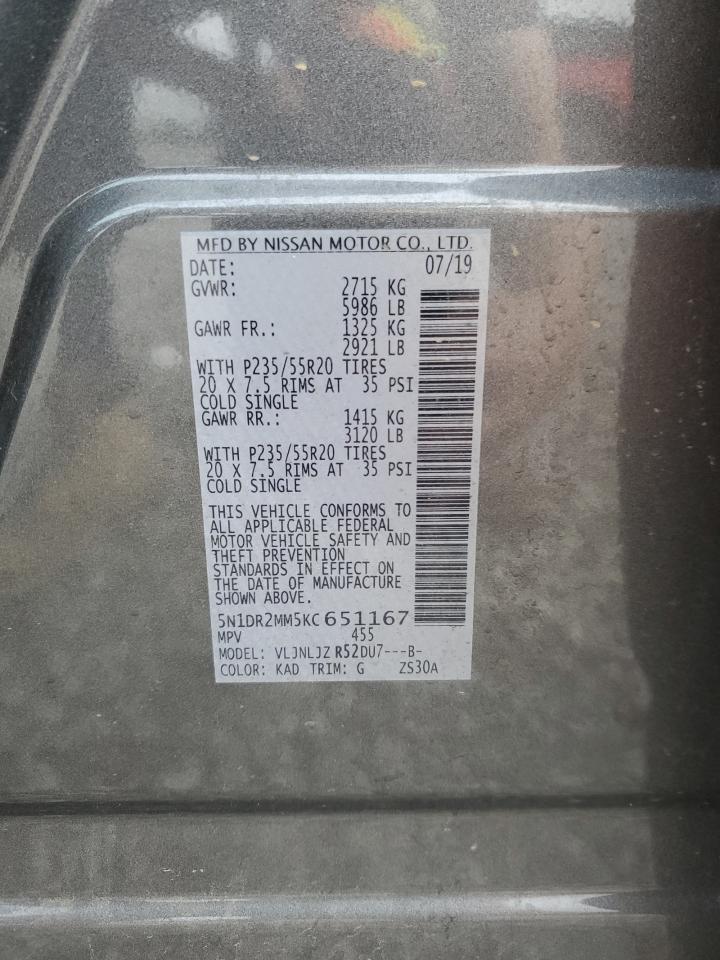 MFD BY NISSAN MOTOR CO., LTD.
DATE: 07/19
GVWR: 2715 KG
5986 LB
GAWR FR.: 1325 KG
2921 LB
WITH P235/55R20 TIRES
20 X 7.5 RIMS AT 35 PSI
COLD SINGLE
GAWR RR.: 1415 KG
3120 LB
WITH P235/55R20 TIRES
20 X 7.5 RIMS AT 35 PSI
COLD SINGLE
THIS VEHICLE CONFORMS TO
ALL APPLICABLE FEDERAL
MOTOR VEHICLE SAFETY AND
THEFT PREVENTION
STANDARDS IN EFFECT ON
THE DATE OF MANUFACTURE
SHOWN ABOVE.
5N1DR2MM5KC651167
MPV 455
MODEL: VLJNLJZ R52DU7---B-
COLOR: KAD TRIM: G ZS30A